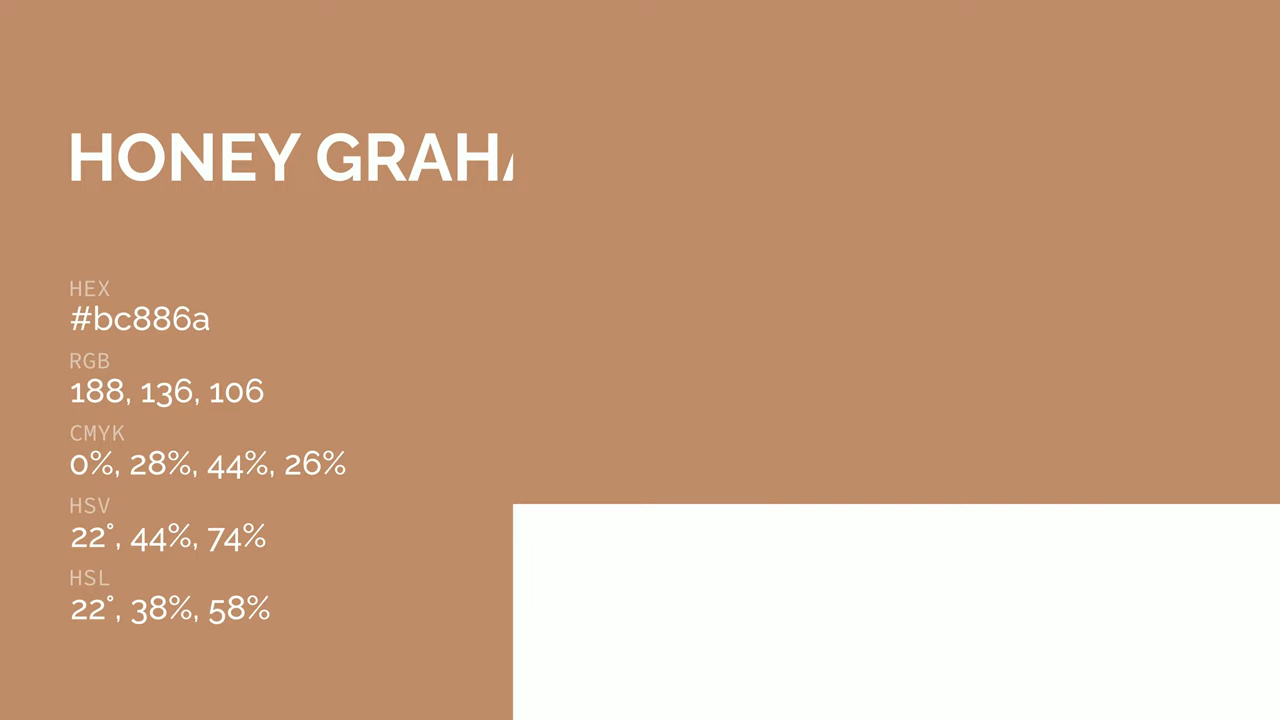 HONEY GRAH
HEX
#bc886a
RGB
188, 136, 106
CMYK
0%, 28%, 44%, 26%
HSV
22°, 44%, 74%
HSL
22°, 38%, 58%